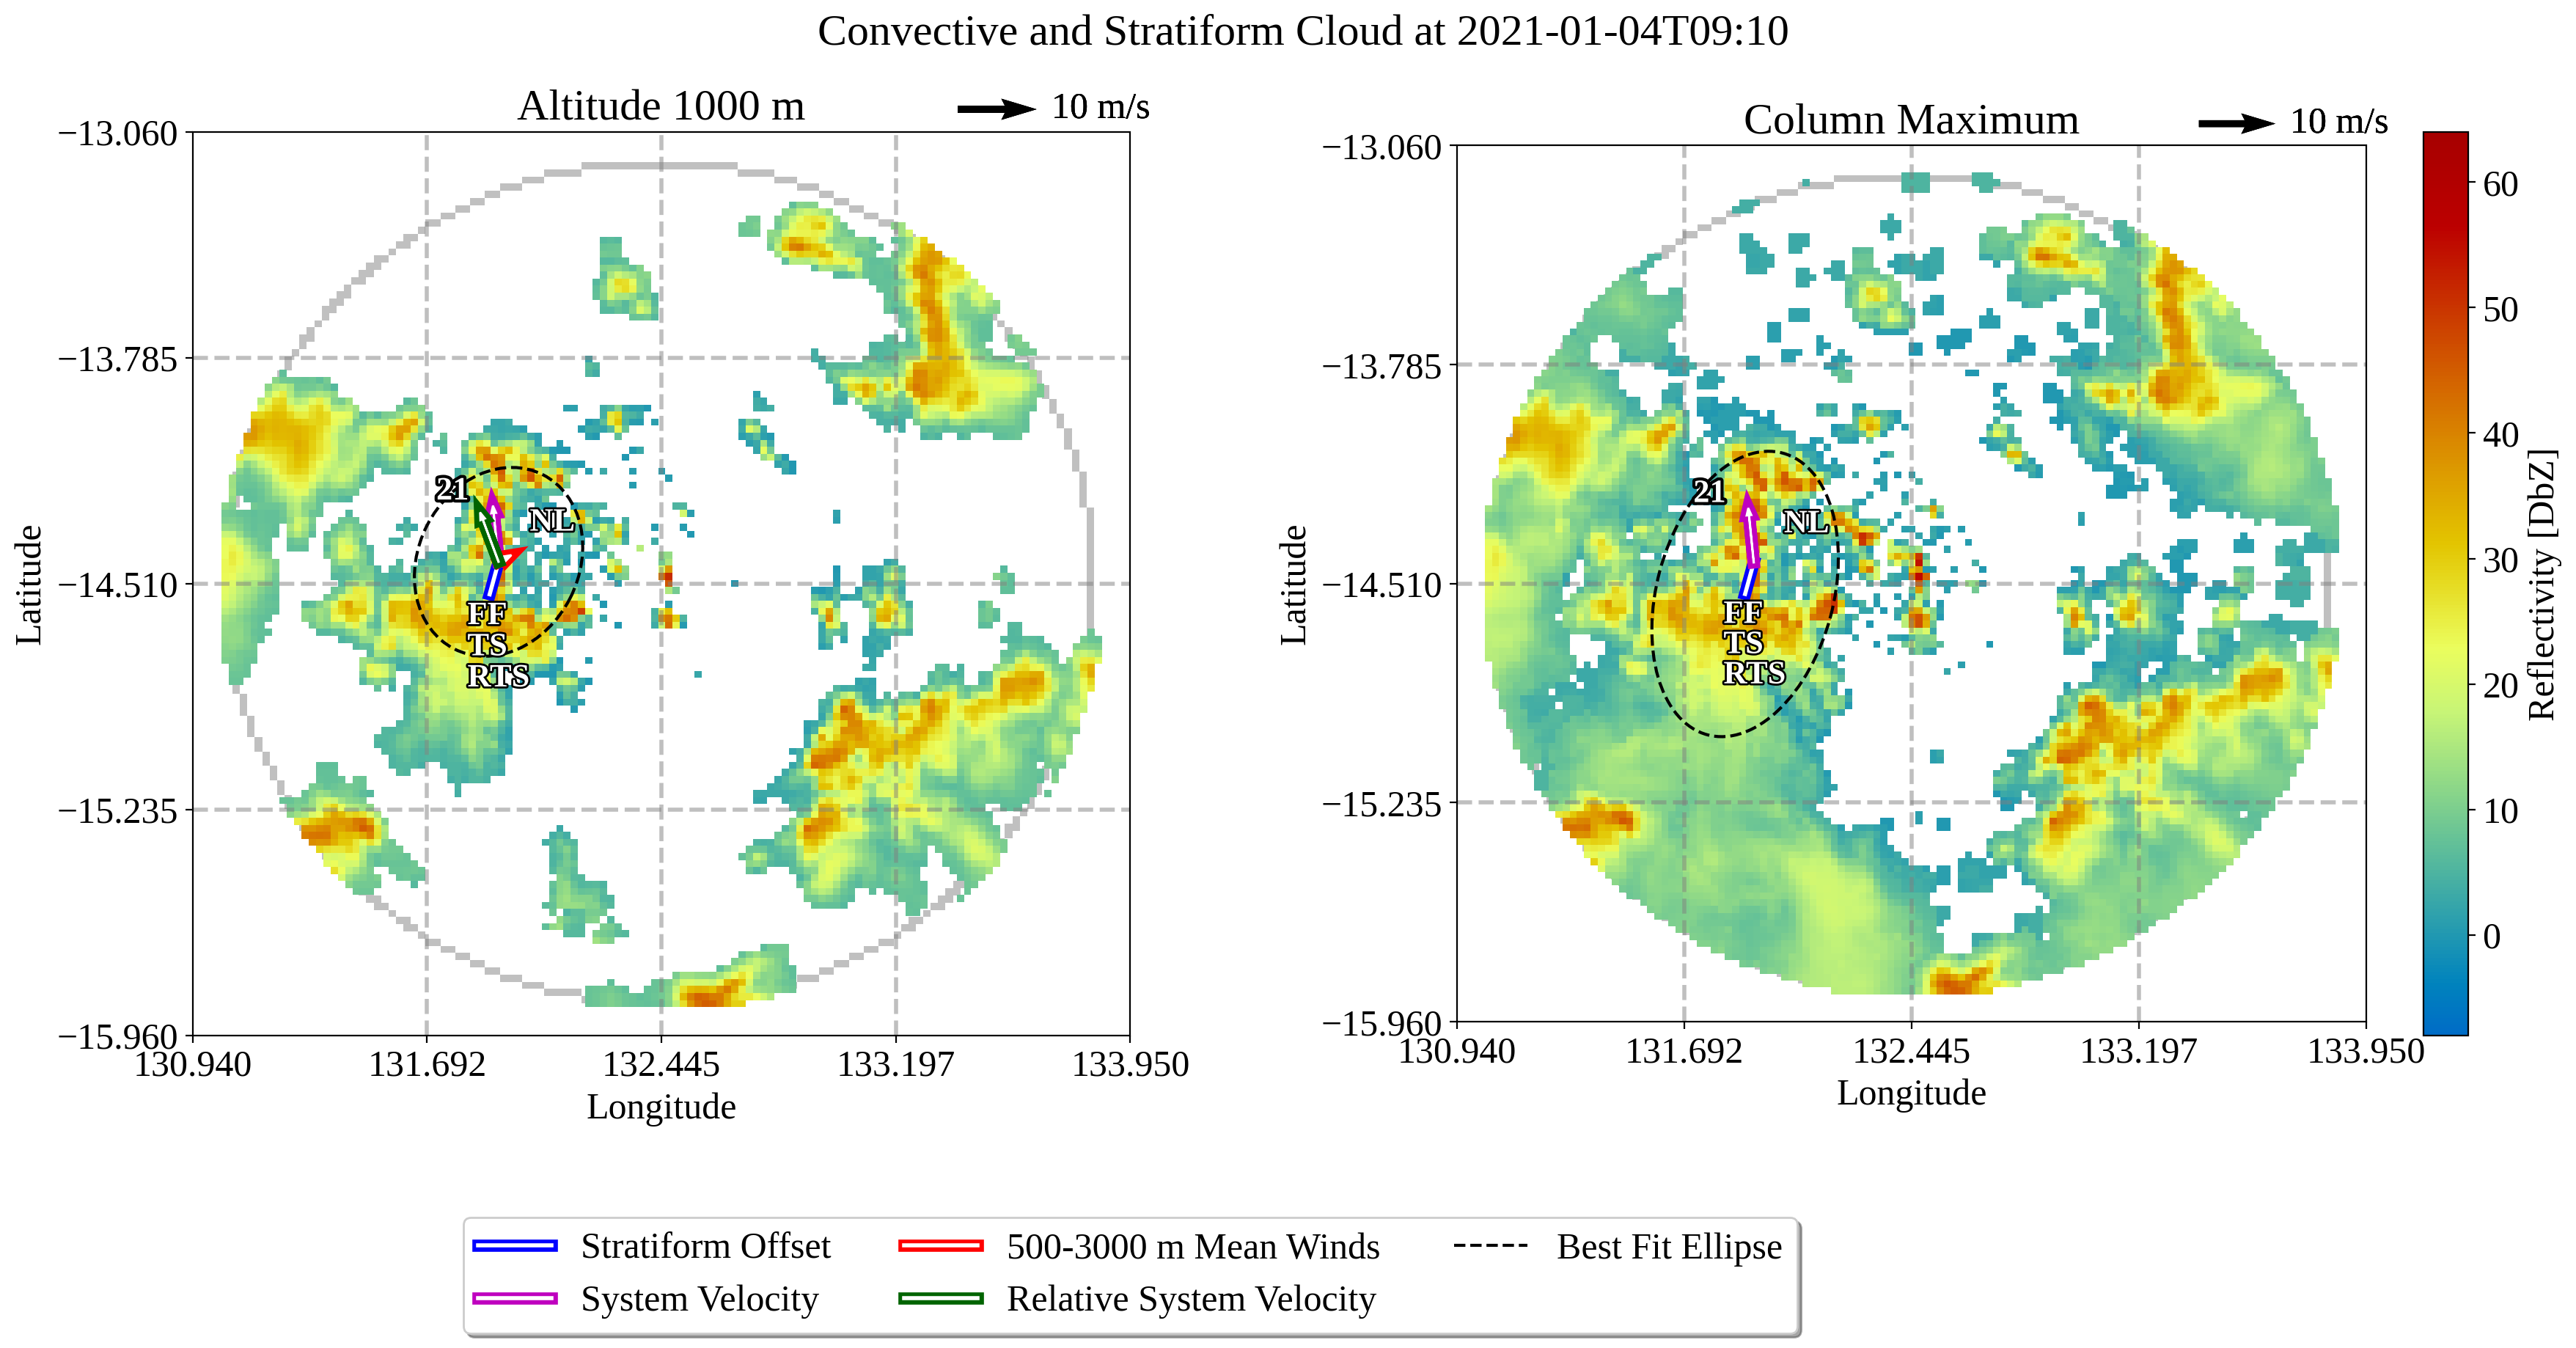 Convective and Stratiform Cloud at 2021-01-04T09:10
Altitude 1000 m
10 m/s
−13.060
−13.785
−14.510
−15.235
−15.960
130.940
131.692
132.445
133.197
133.950
Latitude
Longitude
21
NL
FF
TS
RTS
Column Maximum
10 m/s
−13.060
−13.785
−14.510
−15.235
−15.960
130.940
131.692
132.445
133.197
133.950
Latitude
Longitude
21
NL
FF
TS
RTS
60
50
40
30
20
10
0
Reflectivity [DbZ]
Stratiform Offset
System Velocity
500-3000 m Mean Winds
Relative System Velocity
Best Fit Ellipse